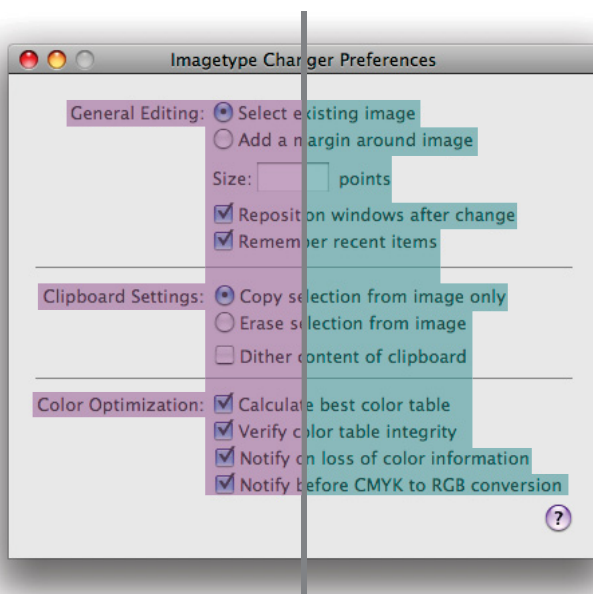 Imagetype Changer Preferences
General Editing: Select existing image
Add a margin around image
Size: points
Reposition windows after change
Remember recent items
Clipboard Settings: Copy selection from image only
Erase selection from image
Dither content of clipboard
Color Optimization: Calculate best color table
Verify color table integrity
Notify on loss of color information
Notify before CMYK to RGB conversion
?